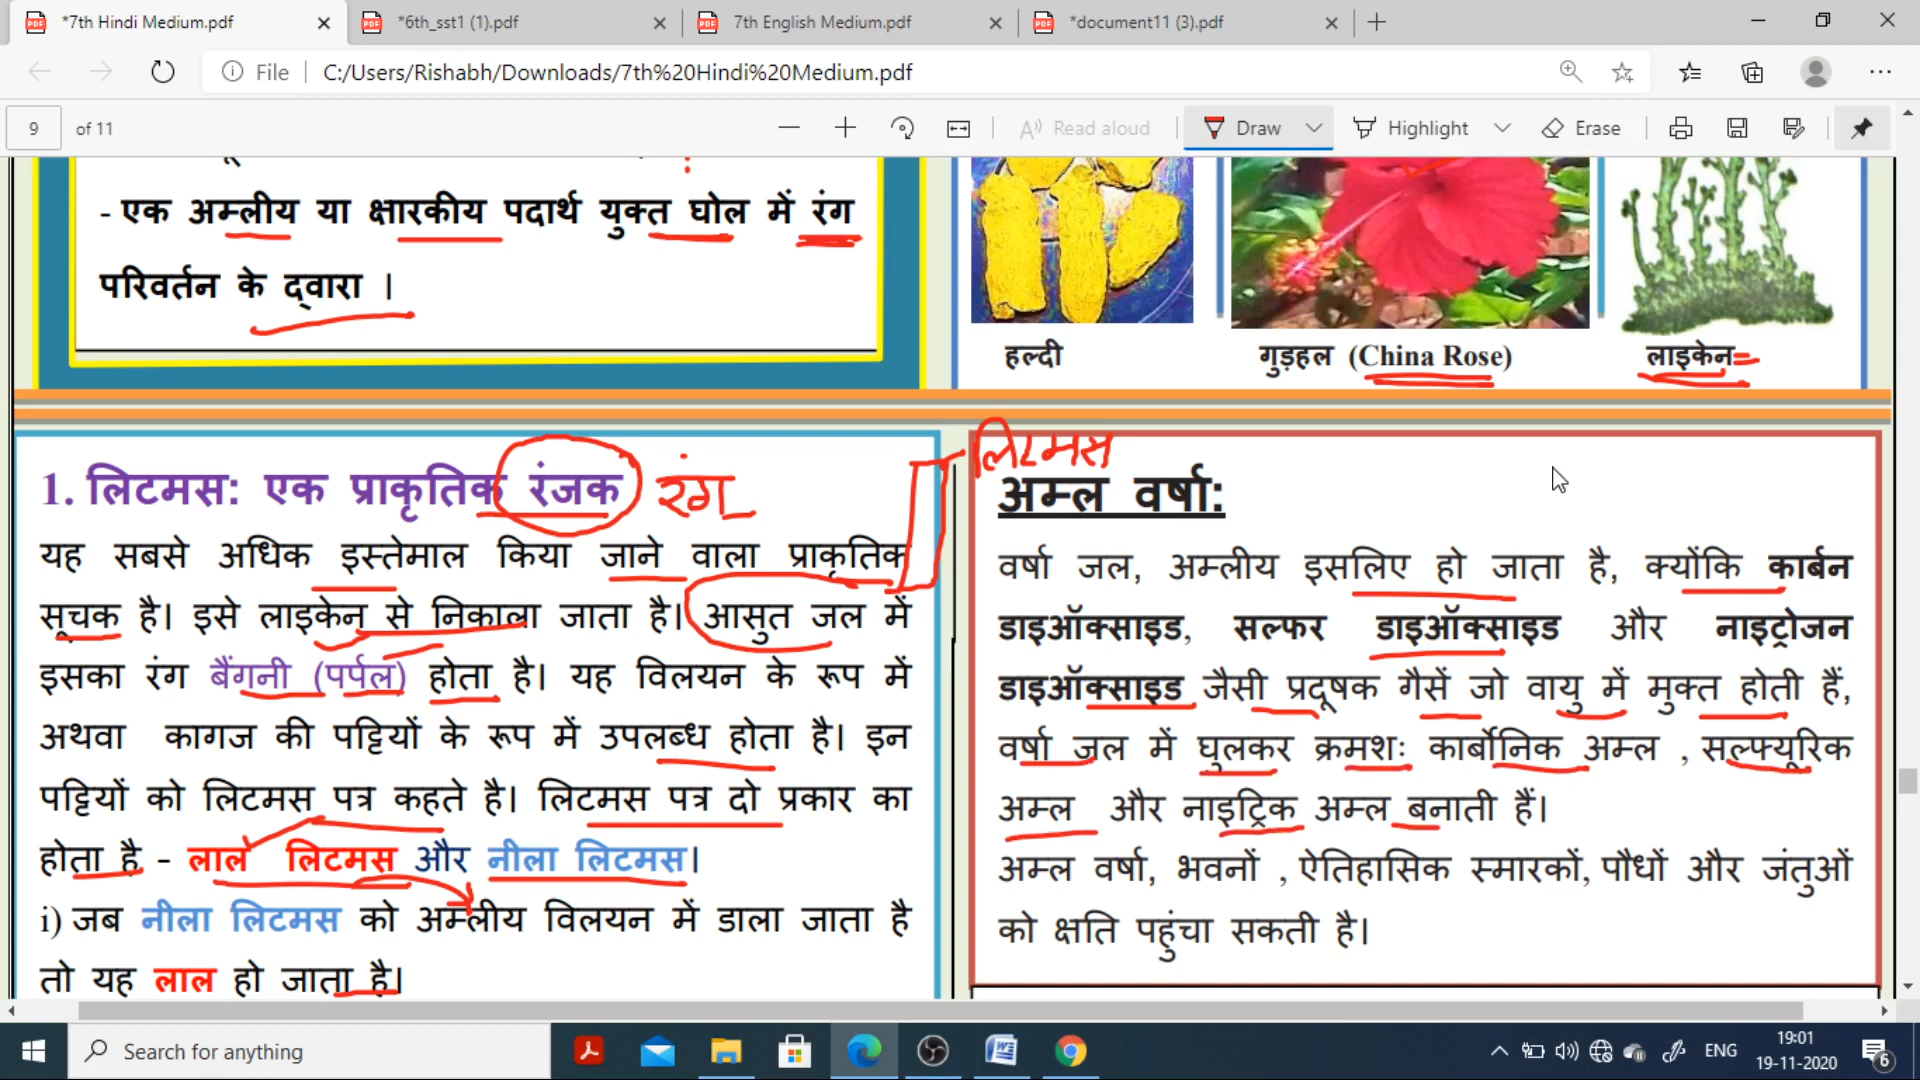 *7th Hindi Medium.pdf
*6th_sst1 (1).pdf
7th English Medium.pdf
*document11 (3).pdf
File
C:/Users/Rishabh/Downloads/7th%20Hindi%20Medium.pdf
9 of 11
Read aloud
Draw
Highlight
Erase
- एक अम्लीय या क्षारकीय पदार्थ युक्त घोल में रंग
परिवर्तन के द्वारा ।
हल्दी
गुड़हल (China Rose)
लाइकेन
1. लिटमस: एक प्राकृतिक रंजक
रंग
यह सबसे अधिक इस्तेमाल किया जाने वाला प्राकृतिक
सूचक है। इसे लाइकेन से निकाला जाता है। आसुत जल में
इसका रंग बैंगनी (पर्पल) होता है। यह विलयन के रूप में
अथवा कागज की पट्टियों के रूप में उपलब्ध होता है। इन
पट्टियों को लिटमस पत्र कहते है। लिटमस पत्र दो प्रकार का
होता है - लाल लिटमस और नीला लिटमस।
i) जब नीला लिटमस को अम्लीय विलयन में डाला जाता है
तो यह लाल हो जाता है।
लिटमस
अम्ल वर्षा:
वर्षा जल, अम्लीय इसलिए हो जाता है, क्योंकि कार्बन
डाइऑक्साइड, सल्फर डाइऑक्साइड और नाइट्रोजन
डाइऑक्साइड जैसी प्रदूषक गैसें जो वायु में मुक्त होती हैं,
वर्षा जल में घुलकर क्रमशः कार्बोनिक अम्ल , सल्फ्यूरिक
अम्ल और नाइट्रिक अम्ल बनाती हैं।
अम्ल वर्षा, भवनों , ऐतिहासिक स्मारकों, पौधों और जंतुओं
को क्षति पहुंचा सकती है।
Search for anything
ENG
19:01
19-11-2020
6